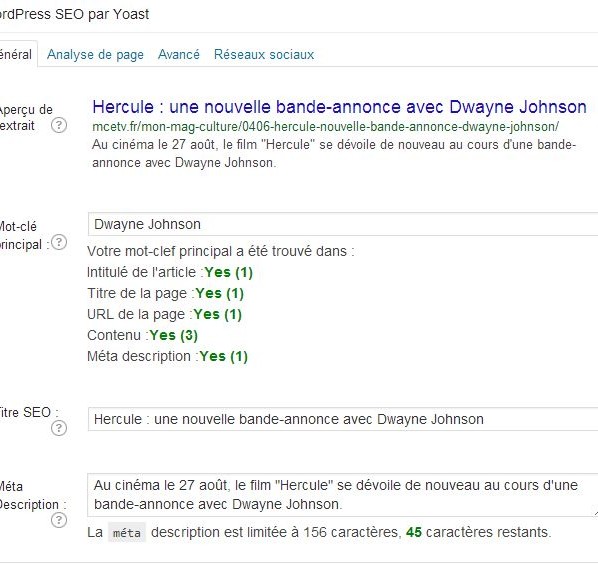 ordPress SEO par Yoast
énéral Analyse de page Avancé Réseaux sociaux
Aperçu de
extrait ?
Hercule : une nouvelle bande-annonce avec Dwayne Johnson
mcetv.fr/mon-mag-culture/0406-hercule-nouvelle-bande-annonce-dwayne-johnson/
Au cinéma le 27 août, le film "Hercule" se dévoile de nouveau au cours d'une bande-
annonce avec Dwayne Johnson.
Mot-clé
principal : ?
Dwayne Johnson
Votre mot-clef principal a été trouvé dans :
Intitulé de l'article :Yes (1)
Titre de la page :Yes (1)
URL de la page :Yes (1)
Contenu :Yes (3)
Méta description :Yes (1)
Titre SEO :
?
Hercule : une nouvelle bande-annonce avec Dwayne Johnson
Méta
Description :
?
Au cinéma le 27 août, le film "Hercule" se dévoile de nouveau au cours d'une
bande-annonce avec Dwayne Johnson.
La méta description est limitée à 156 caractères, 45 caractères restants.